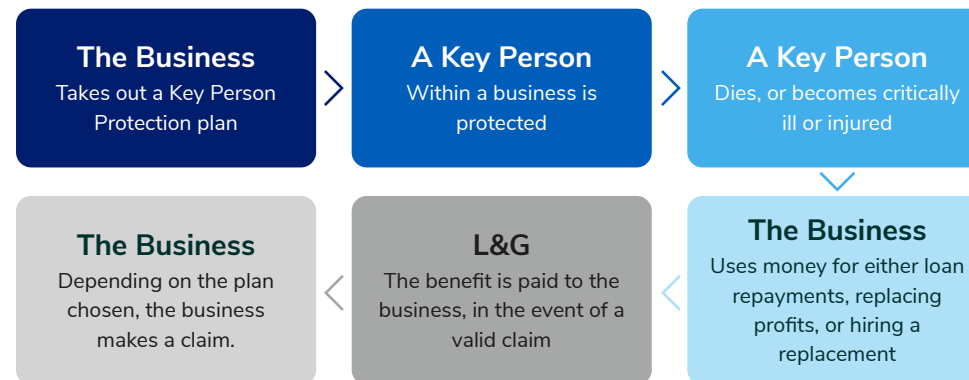 The Business
Takes out a Key Person
Protection plan
A Key Person
Within a business is
protected
A Key Person
Dies, or becomes critically
ill or injured
The Business
Uses money for either loan
repayments, replacing
profits, or hiring a
replacement
L&G
The benefit is paid to the
business, in the event of a
valid claim
The Business
Depending on the plan
chosen, the business
makes a claim.